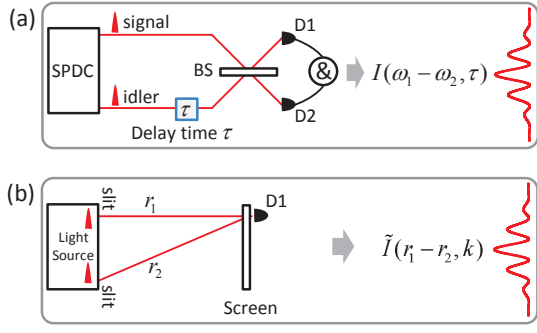 (a)
signal
SPDC
idler
τ
Delay time τ
BS
D1
&
D2
I(ω₁ − ω₂, τ)
(b)
slit
Light
Source
slit
r₁
r₂
D1
Screen
Ĩ(r₁ − r₂, k)